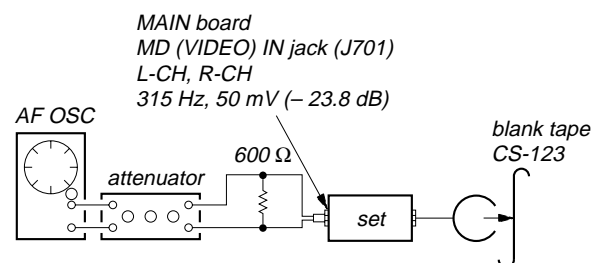 MAIN board
MD (VIDEO) IN jack (J701)
L-CH, R-CH
315 Hz, 50 mV (– 23.8 dB)
AF OSC
attenuator
600 Ω
set
blank tape
CS-123